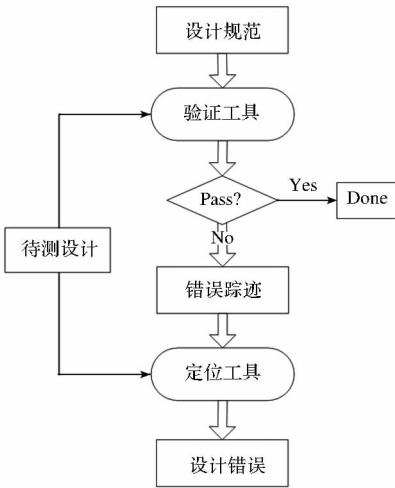 设计规范
验证工具
Pass?
Yes
Done
No
待测设计
错误踪迹
定位工具
设计错误